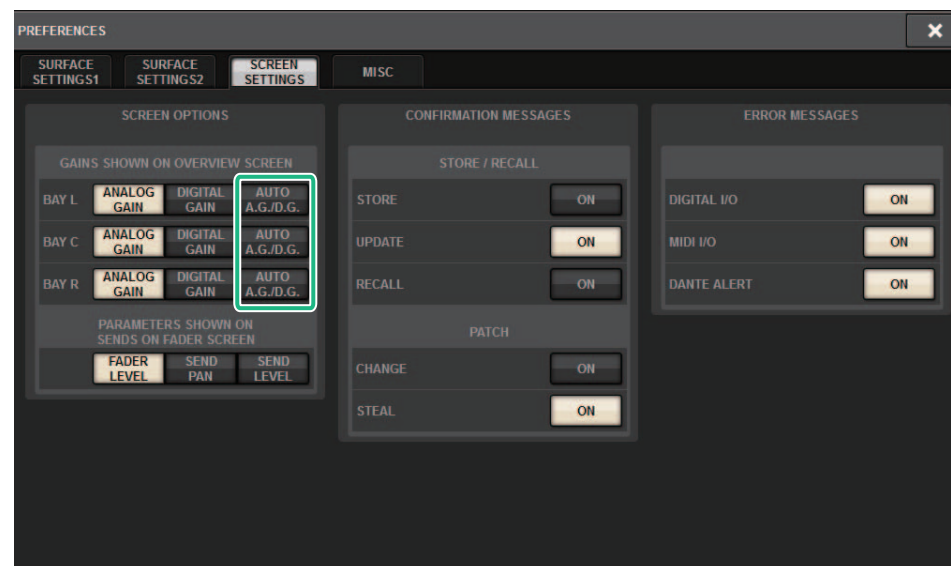 PREFERENCES
SURFACE
SETTINGS1
SURFACE
SETTINGS2
SCREEN
SETTINGS
MISC
SCREEN OPTIONS
GAINS SHOWN ON OVERVIEW SCREEN
BAY L
ANALOG
GAIN
DIGITAL
GAIN
AUTO
A.G./D.G.
BAY C
ANALOG
GAIN
DIGITAL
GAIN
AUTO
A.G./D.G.
BAY R
ANALOG
GAIN
DIGITAL
GAIN
AUTO
A.G./D.G.
PARAMETERS SHOWN ON
SENDS ON FADER SCREEN
FADER
LEVEL
SEND
PAN
SEND
LEVEL
CONFIRMATION MESSAGES
STORE / RECALL
STORE
ON
UPDATE
ON
RECALL
ON
PATCH
CHANGE
ON
STEAL
ON
ERROR MESSAGES
DIGITAL I/O
ON
MIDI I/O
ON
DANTE ALERT
ON